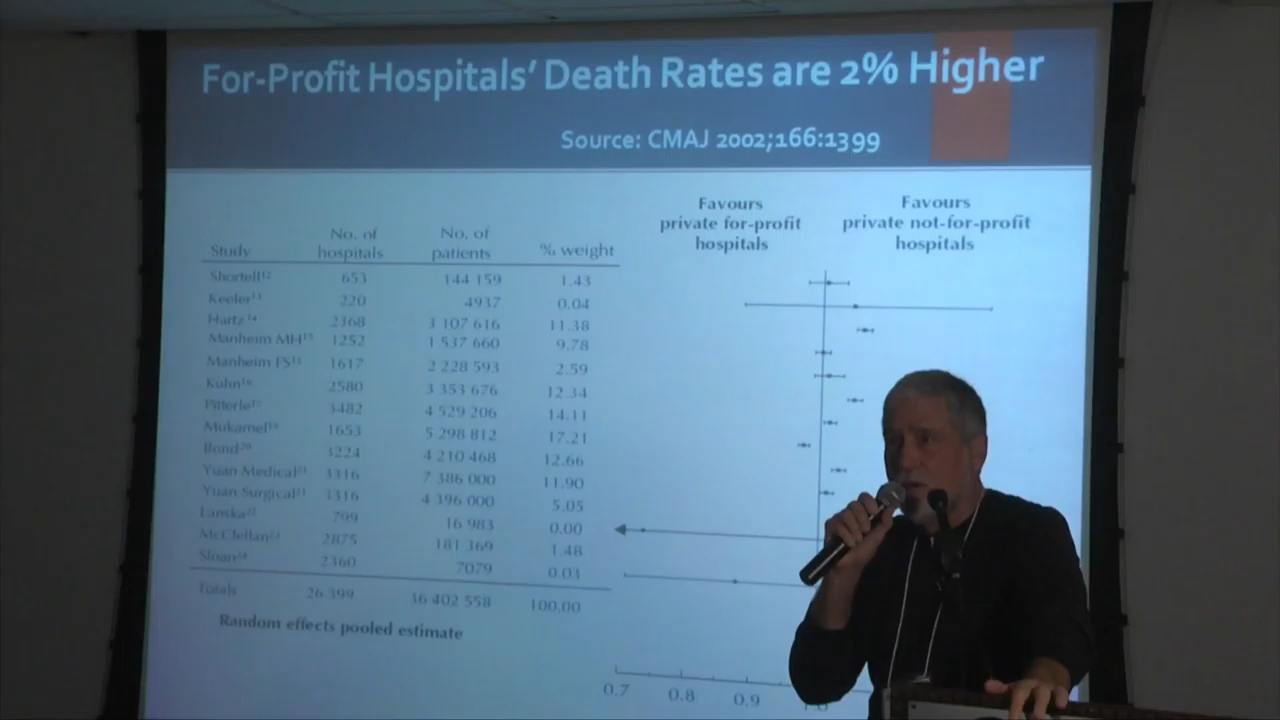 For-Profit Hospitals' Death Rates are 2% Higher
Source: CMAJ 2002;166:1399
Favours private for-profit hospitals
Favours private not-for-profit hospitals
Study No. of hospitals No. of patients % weight
Shortell¹² 653 144 159 1.43
Keeler¹³ 220 4937 0.04
Hartz¹⁴ 2368 3 107 616 11.38
Manheim MH¹⁵ 1252 1 537 660 9.78
Manheim FS¹⁵ 1617 2 228 593 2.59
Kuhn¹⁶ 2580 3 353 676 12.34
Pitterle¹⁷ 3482 4 529 206 14.11
Mukamel¹⁹ 1653 5 298 812 17.21
Bond²⁰ 3224 4 210 468 12.66
Yuan Medical²¹ 3316 7 386 000 11.90
Yuan Surgical²¹ 3316 4 396 000 5.05
Lanska²² 799 16 983 0.00
McClellan²³ 2875 181 369 1.48
Sloan²⁴ 2360 7079 0.03
Totals 26 399 36 402 558 100.00
Random effects pooled estimate
0.7 0.8 0.9